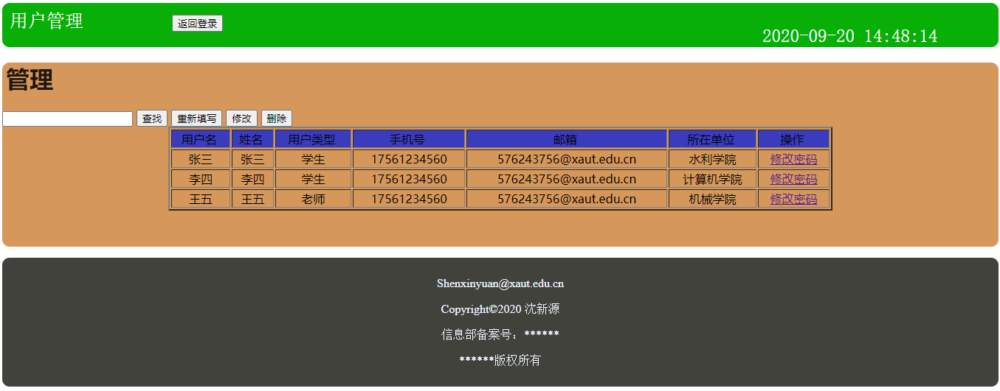 用户管理 返回登录
2020-09-20 14:48:14
管理
查找 重新填写 修改 删除
用户名 姓名 用户类型 手机号 邮箱 所在单位 操作
张三 张三 学生 17561234560 576243756@xaut.edu.cn 水利学院 修改密码
李四 李四 学生 17561234560 576243756@xaut.edu.cn 计算机学院 修改密码
王五 王五 老师 17561234560 576243756@xaut.edu.cn 机械学院 修改密码
Shenxinyuan@xaut.edu.cn
Copyright©2020 沈新源
信息部备案号：******
******版权所有